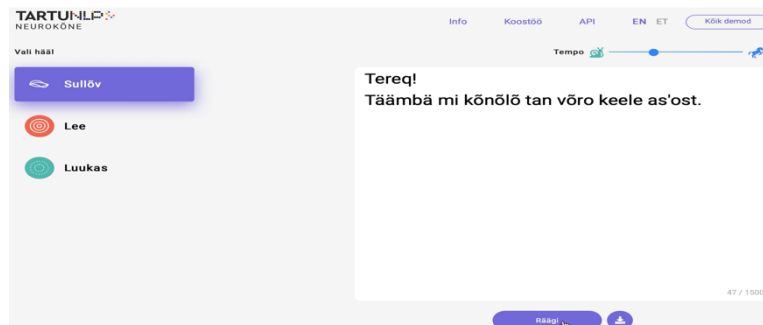 TARTUNLP
NEUROKÕNE
Info Koostöö API EN ET Kõik demod
Vali hääl
Tempo
Sullõv
Lee
Luukas
Tereq!
Täämbä mi kõnõlõ tan võro keele as'ost.
47 / 1500
Räägi